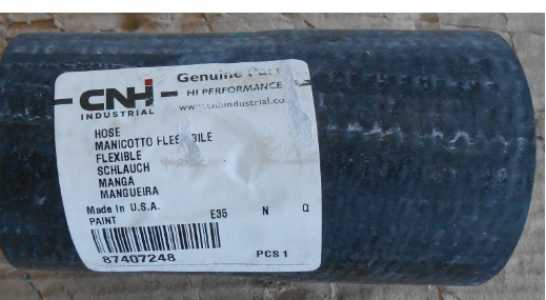 CNH
INDUSTRIAL
Genuine Part
HI PERFORMANCE
www.cnhindustrial.co
HOSE
MANICOTTO FLESSIBILE
FLEXIBLE
SCHLAUCH
MANGA
MANGUEIRA
Made in U.S.A.
PAINT E35 N Q
87407248 PCS 1